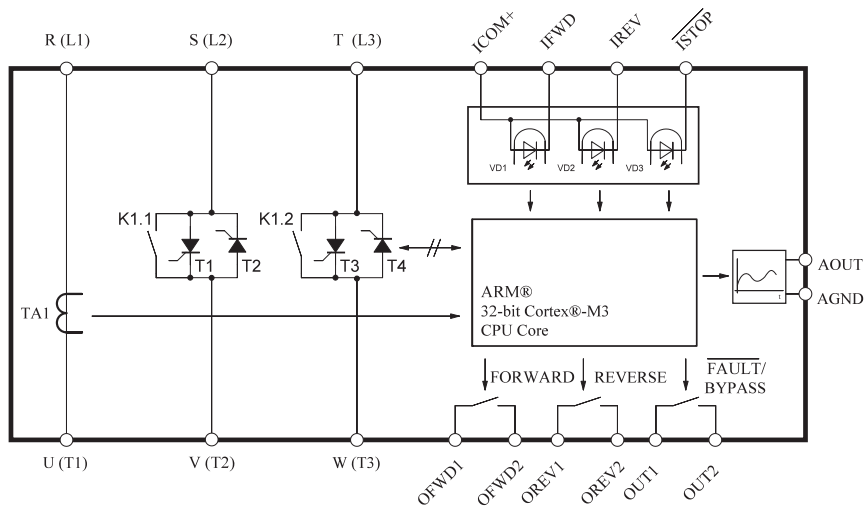 R (L1)
S (L2)
T (L3)
ICOM+
IFWD
IREV
ISTOP
VD1
VD2
VD3
K1.1
T1
T2
K1.2
T3
T4
ARM®
32-bit Cortex®-M3
CPU Core
t
AOUT
AGND
TA1
FORWARD
REVERSE
FAULT/
BYPASS
U (T1)
V (T2)
W (T3)
OFWD1
OFWD2
OREV1
OREV2
OUT1
OUT2